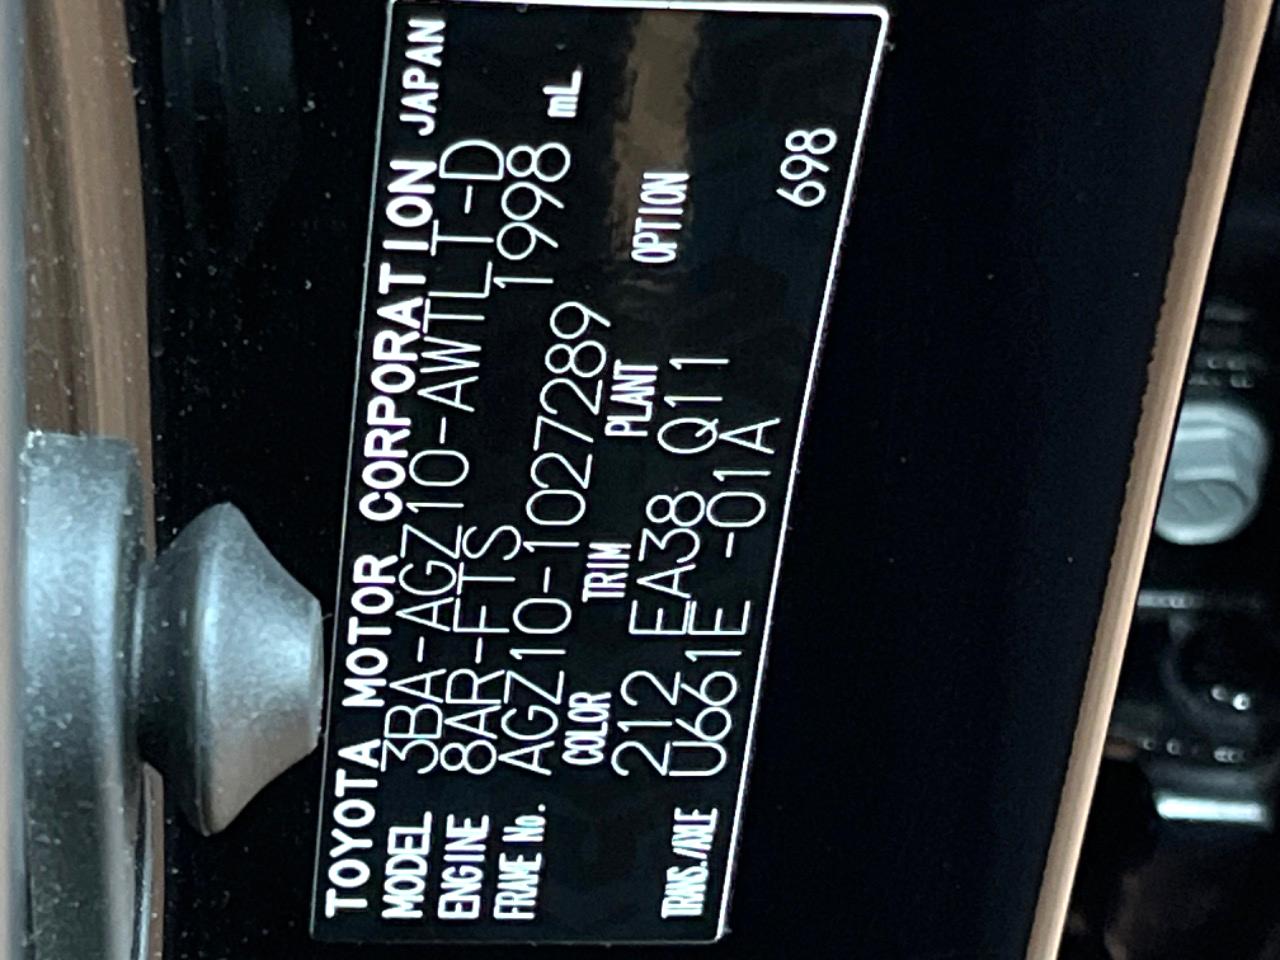 TOYOTA MOTOR CORPORATION JAPAN
MODEL 3BA-AGZ10-AWTLT-D
ENGINE 8AR-FTS 1998 mL
FRAME No. AGZ10-1027289
COLOR TRIM PLANT OPTION
212 EA38 Q11
TRANS./AXLE U661E -01A
698